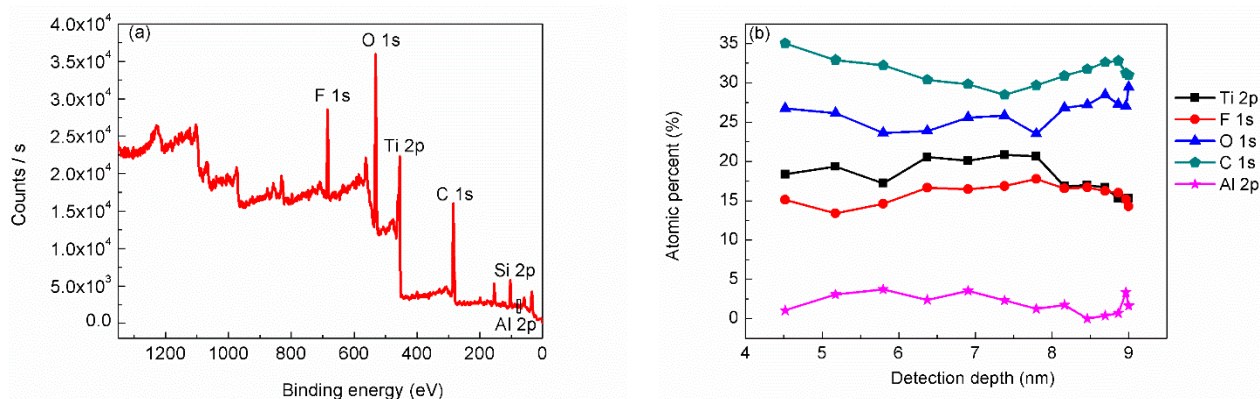 (a)
4.0x10⁴
3.5x10⁴
3.0x10⁴
2.5x10⁴
2.0x10⁴
1.5x10⁴
1.0x10⁴
5.0x10³
0.0
Counts / s
O 1s
F 1s
Ti 2p
C 1s
Si 2p
Al 2p
1200 1000 800 600 400 200 0
Binding energy (eV)
(b)
35
30
25
20
15
10
5
0
Atomic percent (%)
4 5 6 7 8 9
Detection depth (nm)
Ti 2p
F 1s
O 1s
C 1s
Al 2p